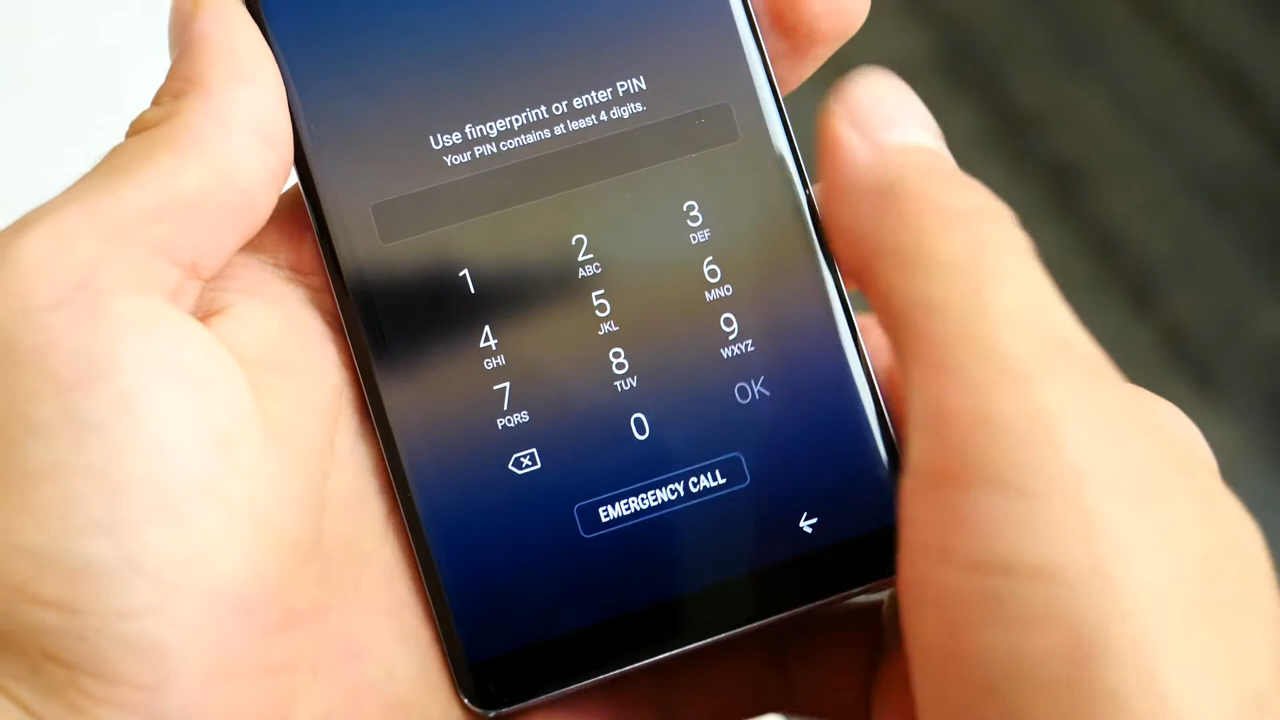 Use fingerprint or enter PIN
Your PIN contains at least 4 digits.
1
2 ABC
3 DEF
4 GHI
5 JKL
6 MNO
7 PQRS
8 TUV
9 WXYZ
0
OK
EMERGENCY CALL